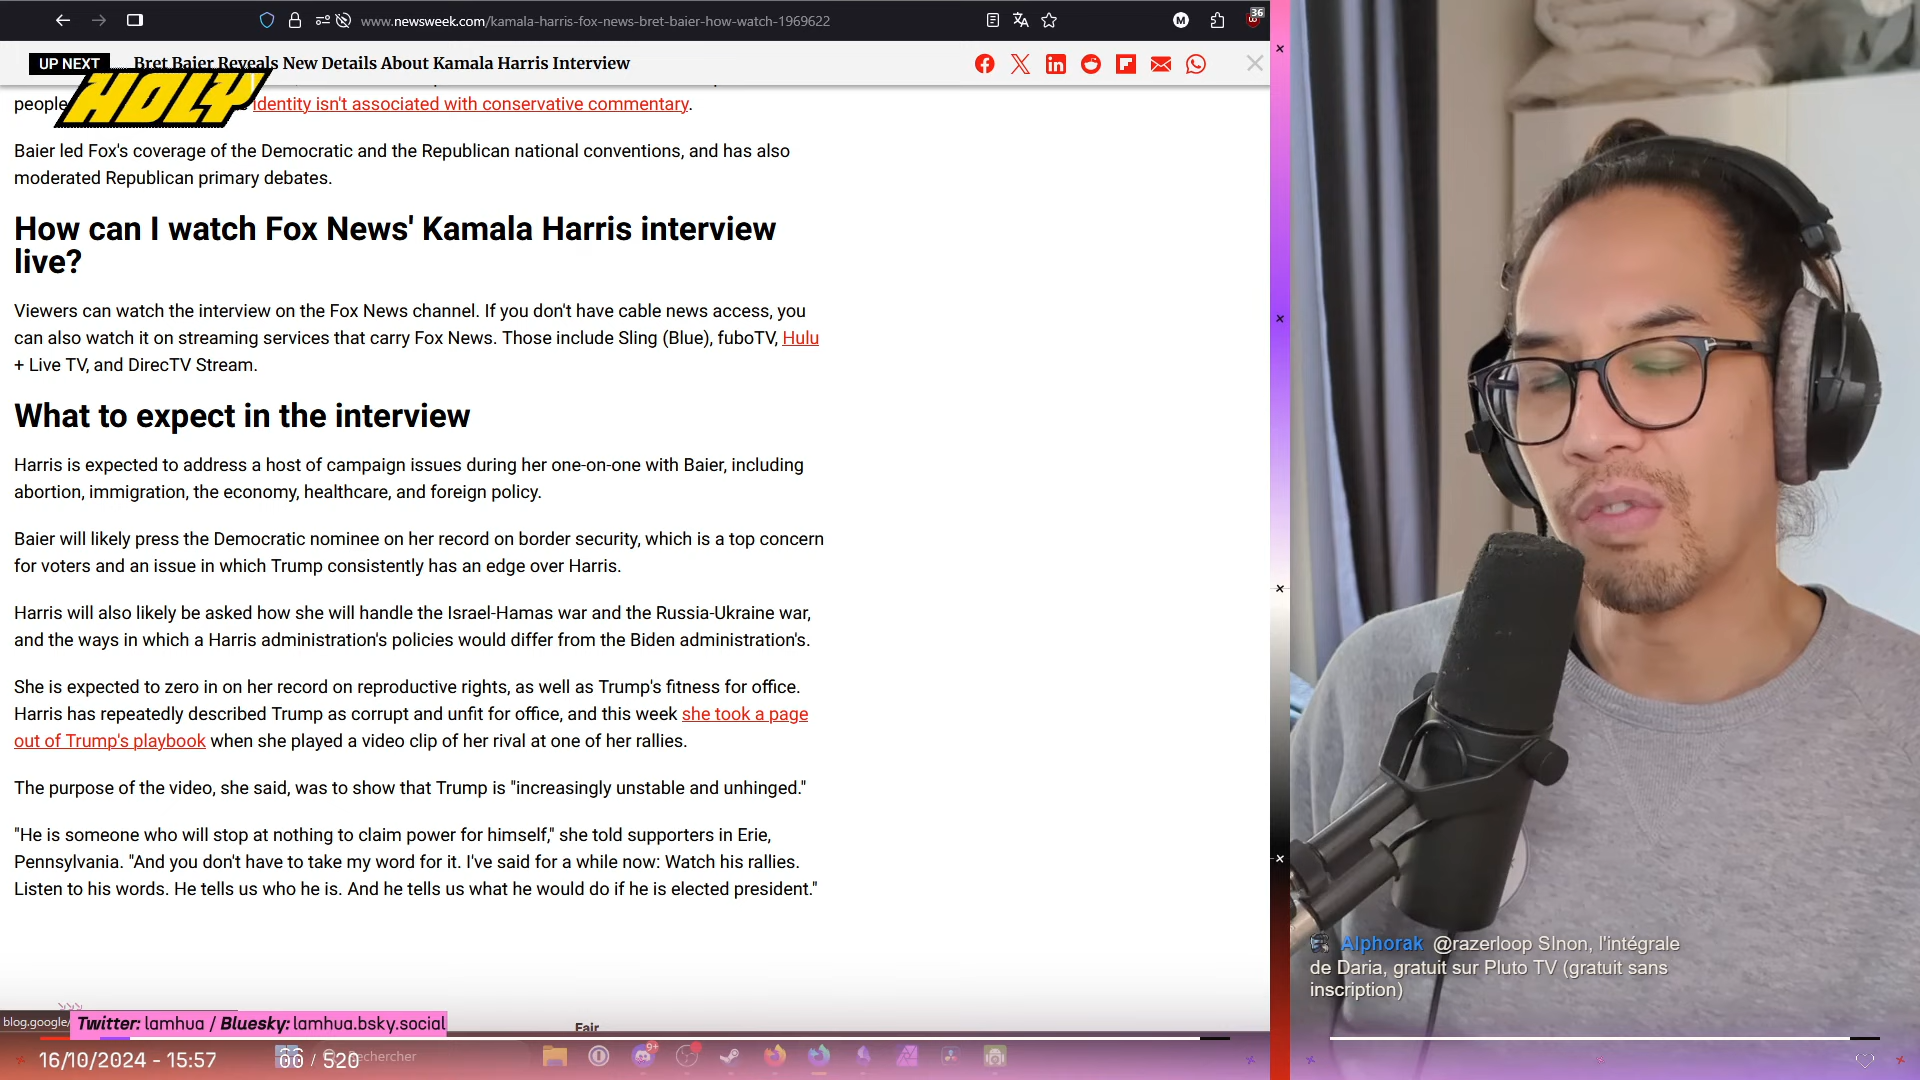 www.newsweek.com/kamala-harris-fox-news-bret-baier-how-watch-1969622
M
36
UP NEXT
Bret Baier Reveals New Details About Kamala Harris Interview
HOLY
people
identity isn't associated with conservative commentary.
Baier led Fox's coverage of the Democratic and the Republican national conventions, and has also
moderated Republican primary debates.
How can I watch Fox News' Kamala Harris interview
live?
Viewers can watch the interview on the Fox News channel. If you don't have cable news access, you
can also watch it on streaming services that carry Fox News. Those include Sling (Blue), fuboTV, Hulu
+ Live TV, and DirecTV Stream.
What to expect in the interview
Harris is expected to address a host of campaign issues during her one-on-one with Baier, including
abortion, immigration, the economy, healthcare, and foreign policy.
Baier will likely press the Democratic nominee on her record on border security, which is a top concern
for voters and an issue in which Trump consistently has an edge over Harris.
Harris will also likely be asked how she will handle the Israel-Hamas war and the Russia-Ukraine war,
and the ways in which a Harris administration's policies would differ from the Biden administration's.
She is expected to zero in on her record on reproductive rights, as well as Trump's fitness for office.
Harris has repeatedly described Trump as corrupt and unfit for office, and this week she took a page
out of Trump's playbook when she played a video clip of her rival at one of her rallies.
The purpose of the video, she said, was to show that Trump is "increasingly unstable and unhinged."
"He is someone who will stop at nothing to claim power for himself," she told supporters in Erie,
Pennsylvania. "And you don't have to take my word for it. I've said for a while now: Watch his rallies.
Listen to his words. He tells us who he is. And he tells us what he would do if he is elected president."
Fair
blog.google/
Twitter: lamhua / Bluesky: lamhua.bsky.social
16/10/2024 - 15:57
00 / 520
Rechercher
9+
Alphorak @razerloop SInon, l'intégrale
de Daria, gratuit sur Pluto TV (gratuit sans
inscription)